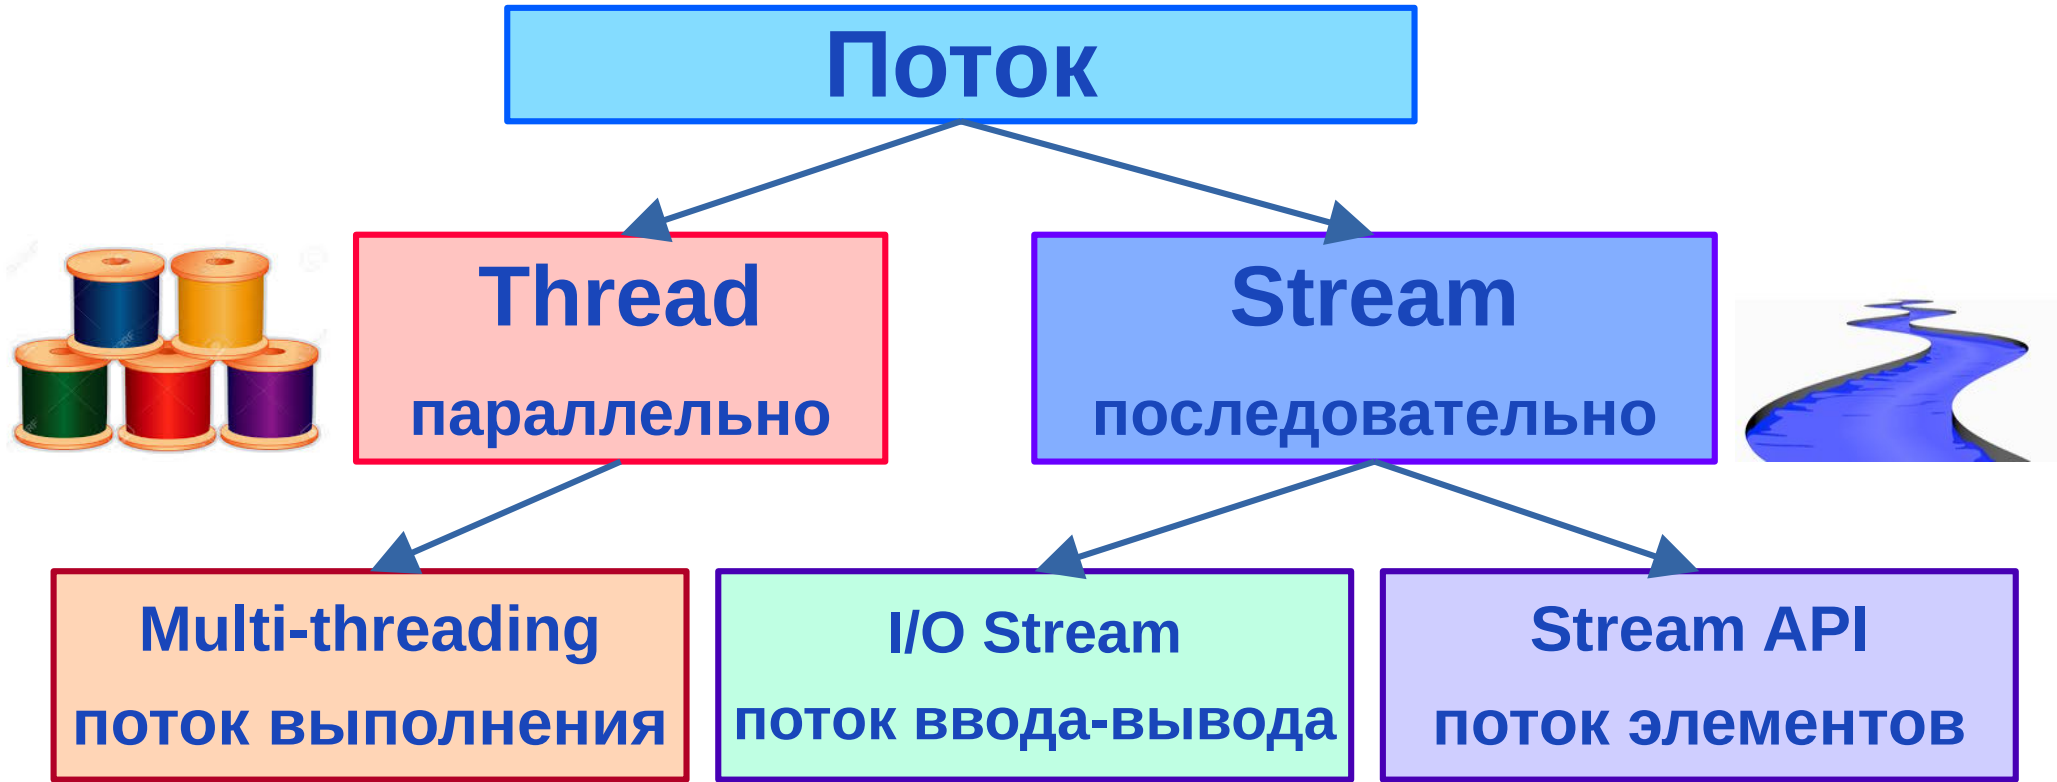 Поток
Thread
параллельно
Stream
последовательно
Multi-threading
поток выполнения
I/O Stream
поток ввода-вывода
Stream API
поток элементов